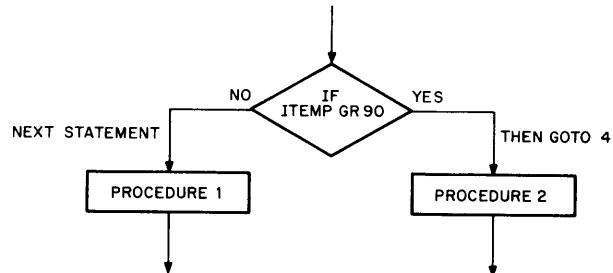 IF
ITEMP GR 90
NO
YES
NEXT STATEMENT
THEN GOTO 4
PROCEDURE 1
PROCEDURE 2